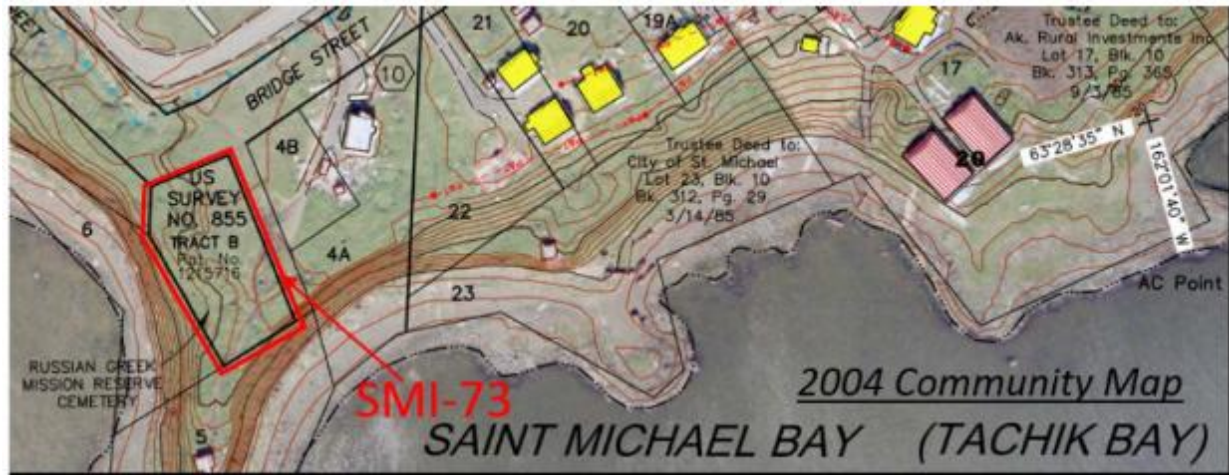 21
20
19A
Trustee Deed to:
Ak. Rural Investments Inc.
Lot 17, Blk. 10
Bk. 313, Pg. 365
9/3/85
17
BRIDGE STREET
10
4B
US
SURVEY
NO. 855
TRACT B
Pat. No.
Trustee Deed to:
City of St. Michael
Lot 23, Blk. 10
Bk. 312, Pg. 29
3/14/85
20
63°28'35" N
162°01'40" W
6
22
4A
23
AC Point
RUSSIAN GREEK
MISSION RESERVE
CEMETERY
SMI-73
2004 Community Map
SAINT MICHAEL BAY (TACHIK BAY)
5